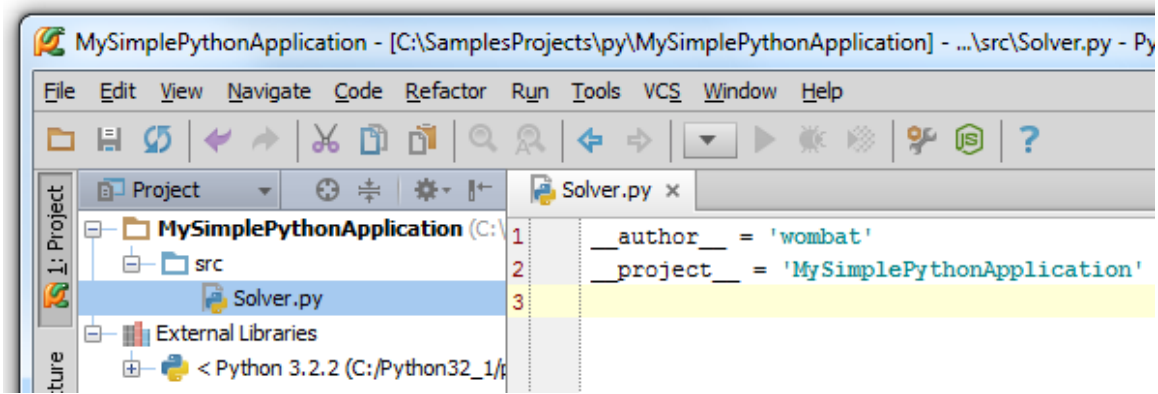 MySimplePythonApplication - [C:\SamplesProjects\py\MySimplePythonApplication] - ...\src\Solver.py - Py
File Edit View Navigate Code Refactor Run Tools VCS Window Help
JS ?
1: Project
Project
Solver.py ×
MySimplePythonApplication (C:\
src
Solver.py
External Libraries
< Python 3.2.2 (C:/Python32_1/p
1 __author__ = 'wombat'
2 __project__ = 'MySimplePythonApplication'
3